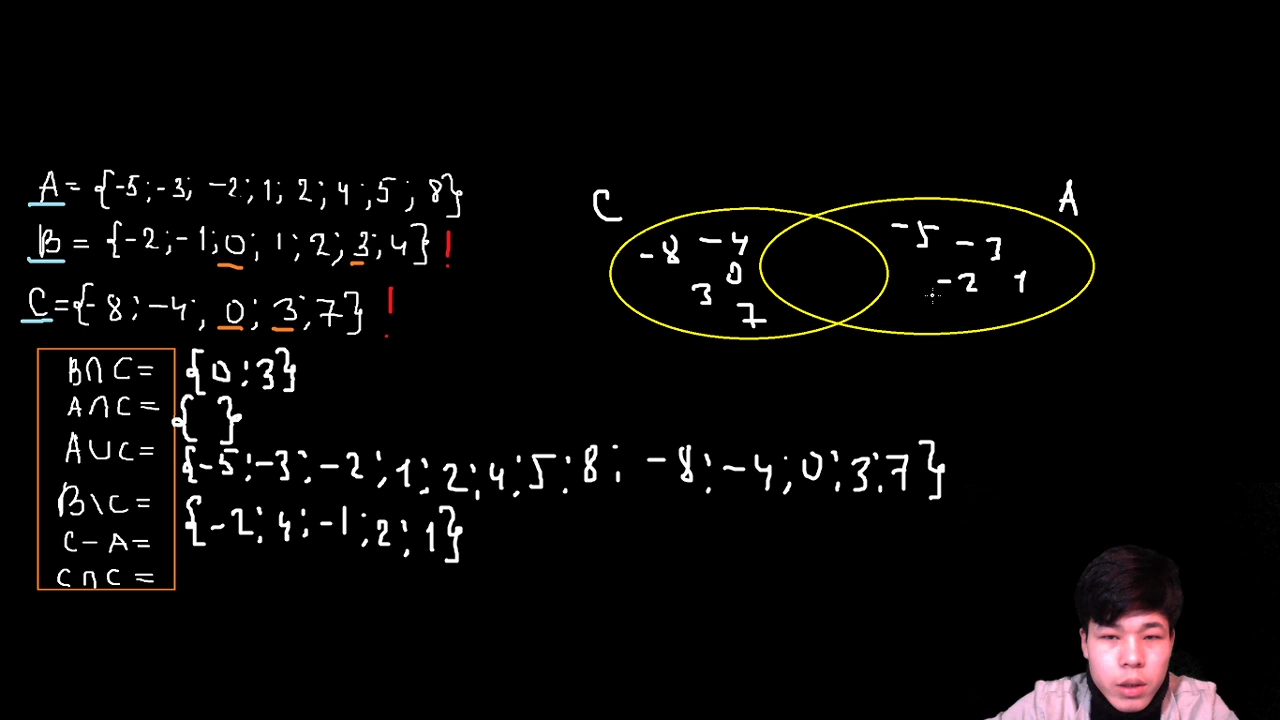 A = {-5; -3; -2; 1; 2; 4; 5; 8}
B = {-2; -1; 0; 1; 2; 3; 4} !
C = {-8; -4; 0; 3; 7} !
B∩C = {0; 3}
A∩C = { }
A∪C = {-5; -3; -2; 1; 2; 4; 5; 8; -8; -4; 0; 3; 7}
B\C = {-2; 4; -1; 2; 1}
C-A =
C∩C =
C A
-8 -4 0 3 7
-5 -3
-2 1